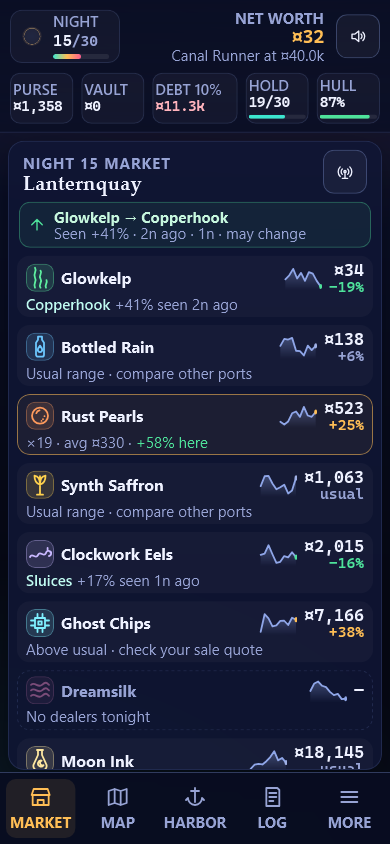 NIGHT
15/30
NET WORTH
¤32
Canal Runner at ¤40.0k
PURSE
¤1,358
VAULT
¤0
DEBT 10%
¤11.3k
HOLD
19/30
HULL
87%
NIGHT 15 MARKET
Lanternquay
Glowkelp → Copperhook
Seen +41% · 2n ago · 1n · may change
Glowkelp
¤34
−19%
Copperhook +41% seen 2n ago
Bottled Rain
¤138
+6%
Usual range · compare other ports
Rust Pearls
¤523
+25%
×19 · avg ¤330 · +58% here
Synth Saffron
¤1,063
usual
Usual range · compare other ports
Clockwork Eels
¤2,015
−16%
Sluices +17% seen 1n ago
Ghost Chips
¤7,166
+38%
Above usual · check your sale quote
Dreamsilk
—
No dealers tonight
Moon Ink
¤18,145
usual
MARKET
MAP
HARBOR
LOG
MORE